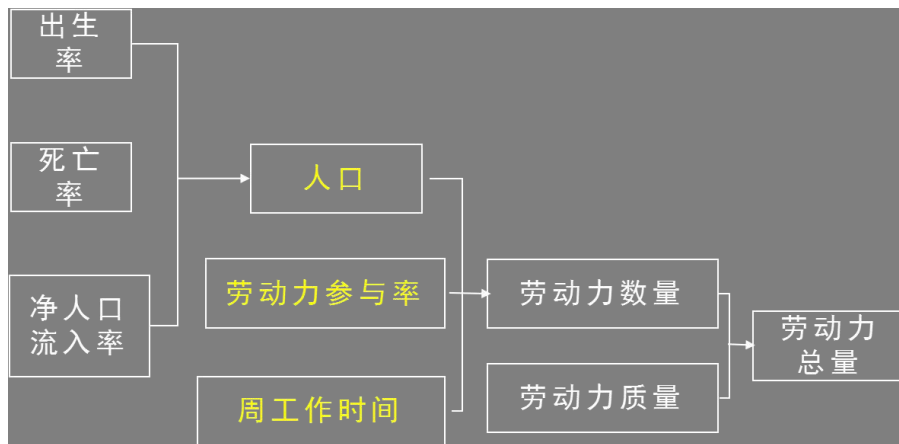 出生
率
死亡
率
净人口
流入率
人口
劳动力参与率
周工作时间
劳动力数量
劳动力质量
劳动力
总量